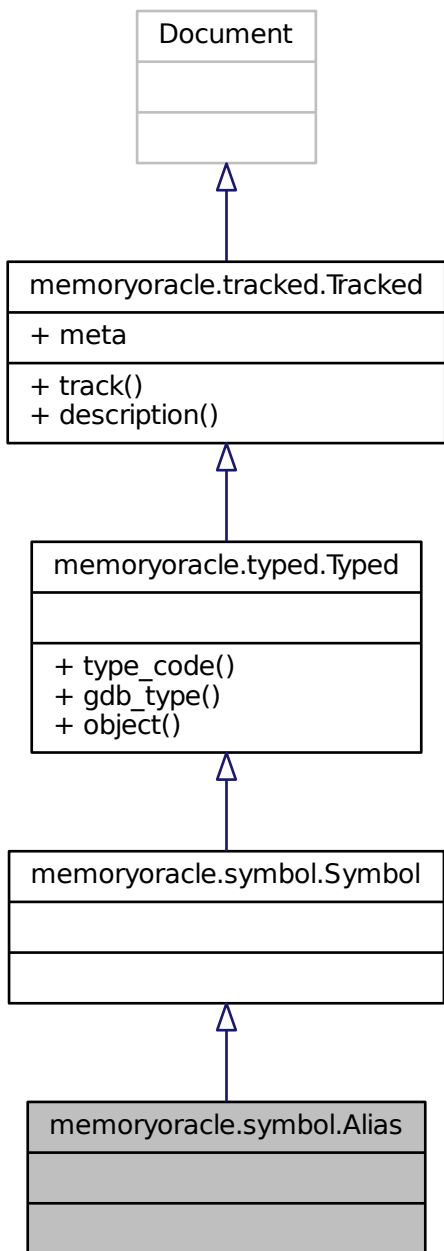 Document
memoryoracle.tracked.Tracked
+ meta
+ track()
+ description()
memoryoracle.typed.Typed
+ type_code()
+ gdb_type()
+ object()
memoryoracle.symbol.Symbol
memoryoracle.symbol.Alias